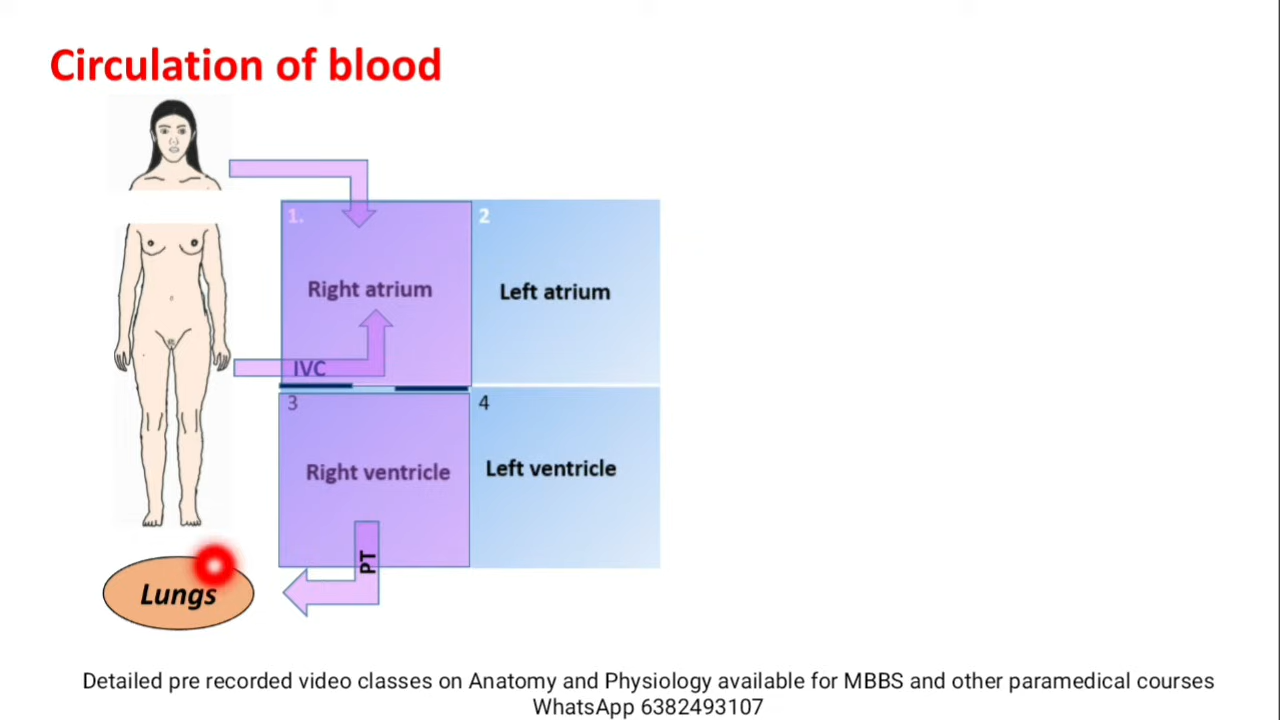 Circulation of blood
1.
2
Right atrium
Left atrium
IVC
3
4
Right ventricle
Left ventricle
PT
Lungs
Detailed pre recorded video classes on Anatomy and Physiology available for MBBS and other paramedical courses
WhatsApp 6382493107